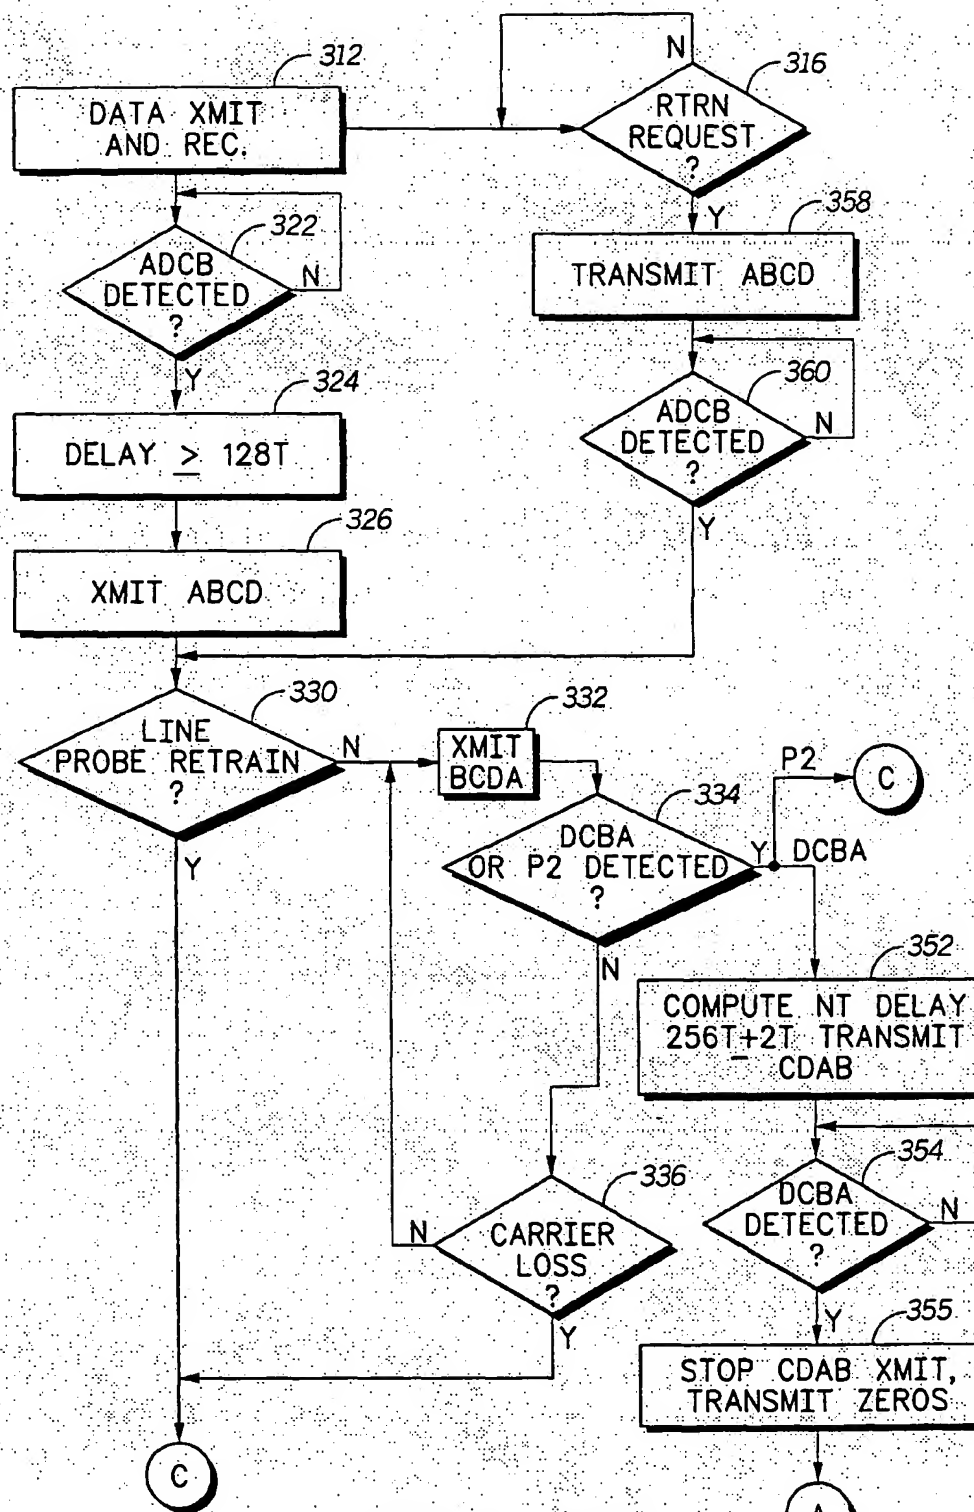 312
DATA XMIT
AND REC.
N
316
RTRN
REQUEST
?
Y
322
ADCB
DETECTED
?
N
Y
358
TRANSMIT ABCD
324
DELAY ≥ 128T
360
ADCB
DETECTED
?
N
Y
326
XMIT ABCD
330
LINE
PROBE RETRAIN
?
N
Y
332
XMIT
BCDA
334
DCBA
OR P2 DETECTED
?
Y
P2
C
DCBA
N
352
COMPUTE NT DELAY
256T±2T TRANSMIT
CDAB
336
CARRIER
LOSS
?
N
Y
354
DCBA
DETECTED
?
N
Y
355
STOP CDAB XMIT,
TRANSMIT ZEROS
C
A